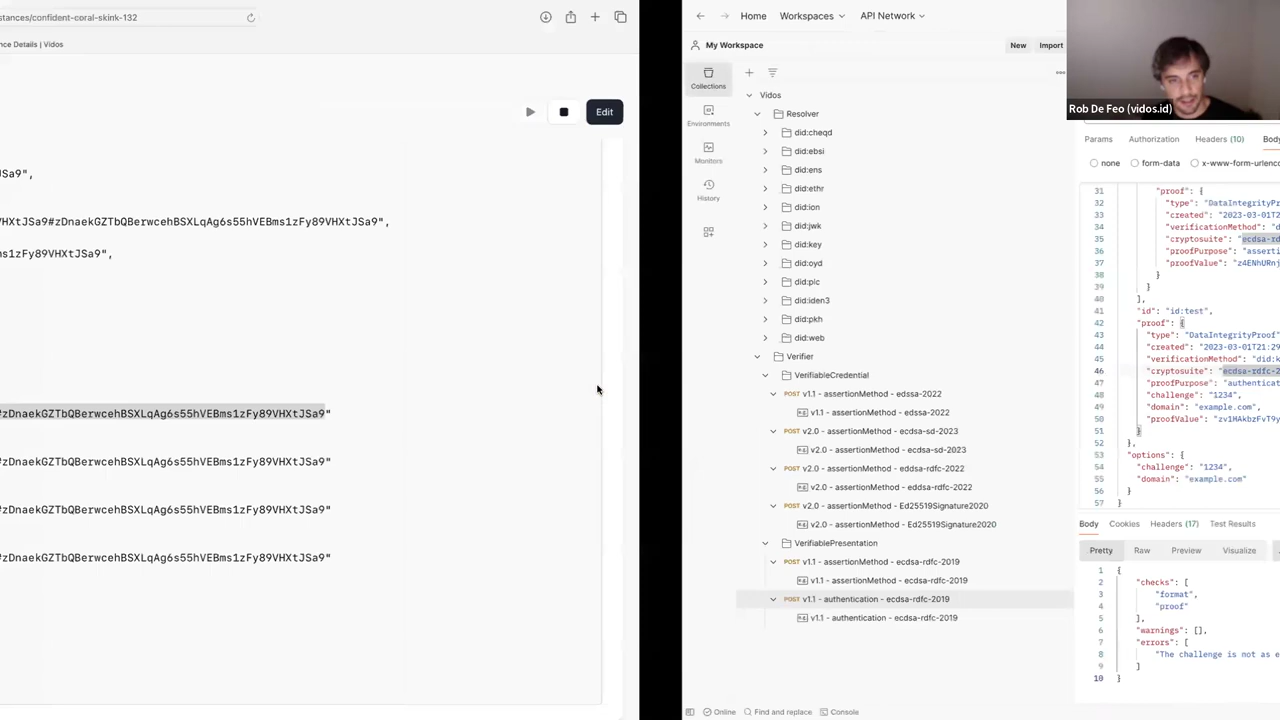 stances/confident-coral-skink-132
nce Details | Vidos
Edit
JSa9",
VHXtJSa9#zDnaekGZTbQBerwcehBSXLqAg6s55hVEBms1zFy89VHXtJSa9",
ms1zFy89VHXtJSa9",
#zDnaekGZTbQBerwcehBSXLqAg6s55hVEBms1zFy89VHXtJSa9"
#zDnaekGZTbQBerwcehBSXLqAg6s55hVEBms1zFy89VHXtJSa9"
#zDnaekGZTbQBerwcehBSXLqAg6s55hVEBms1zFy89VHXtJSa9"
#zDnaekGZTbQBerwcehBSXLqAg6s55hVEBms1zFy89VHXtJSa9"
Home Workspaces API Network
My Workspace New Import
Collections
Environments
Monitors
History
Vidos
Resolver
did:cheqd
did:ebsi
did:ens
did:ethr
did:ion
did:jwk
did:key
did:oyd
did:plc
did:iden3
did:pkh
did:web
Verifier
VerifiableCredential
POST v1.1 - assertionMethod - edssa-2022
v1.1 - assertionMethod - edssa-2022
POST v2.0 - assertionMethod - ecdsa-sd-2023
v2.0 - assertionMethod - ecdsa-sd-2023
POST v2.0 - assertionMethod - eddsa-rdfc-2022
v2.0 - assertionMethod - eddsa-rdfc-2022
POST v2.0 - assertionMethod - Ed25519Signature2020
v2.0 - assertionMethod - Ed25519Signature2020
VerifiablePresentation
POST v1.1 - assertionMethod - ecdsa-rdfc-2019
v1.1 - assertionMethod - ecdsa-rdfc-2019
POST v1.1 - authentication - ecdsa-rdfc-2019
v1.1 - authentication - ecdsa-rdfc-2019
Online Find and replace Console
Rob De Feo (vidos.id)
Params Authorization Headers (10) Body
none form-data x-www-form-urlenco
31 "proof": {
32 "type": "DataIntegrityPr
33 "created": "2023-03-01T2
34 "verificationMethod": "d
35 "cryptosuite": "ecdsa-rd
36 "proofPurpose": "asserti
37 "proofValue": "z4ENhURnj
38 }
39 }
40 ],
41 "id": "id:test",
42 "proof": {
43 "type": "DataIntegrityProof"
44 "created": "2023-03-01T21:29
45 "verificationMethod": "did:k
46 "cryptosuite": "ecdsa-rdfc-2
47 "proofPurpose": "authenticat
48 "challenge": "1234",
49 "domain": "example.com",
50 "proofValue": "zv1HAkbzFvT9y
51 }
52 },
53 "options": {
54 "challenge": "1234",
55 "domain": "example.com"
56 }
57 }
Body Cookies Headers (17) Test Results
Pretty Raw Preview Visualize
1 {
2 "checks": [
3 "format",
4 "proof"
5 ],
6 "warnings": [],
7 "errors": [
8 "The challenge is not as e
9 ]
10 }